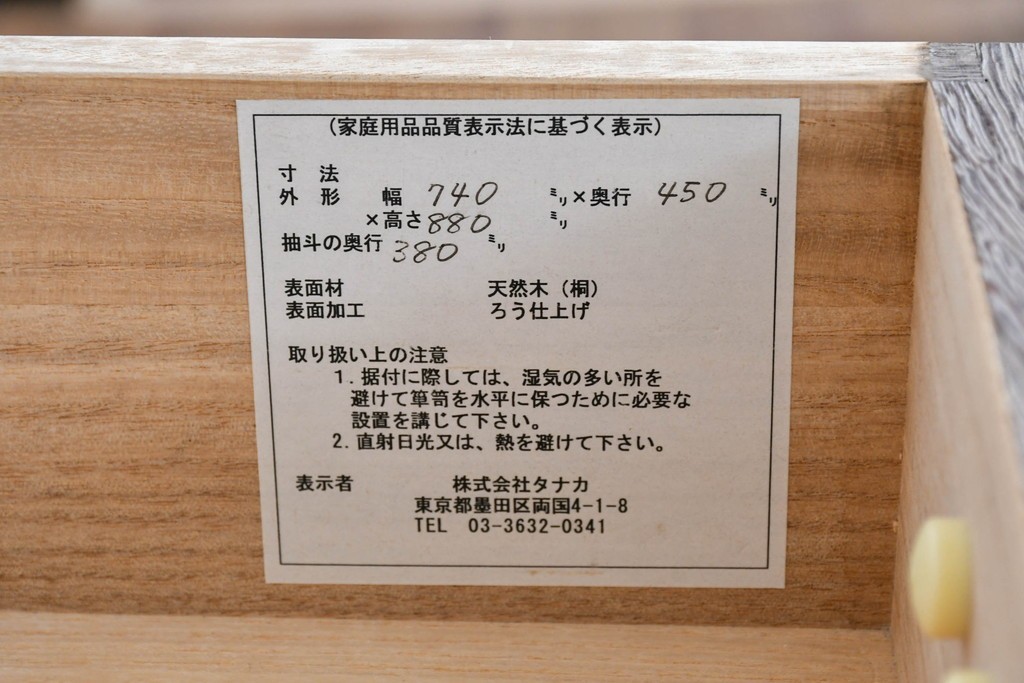 (家庭用品品質表示法に基づく表示)
寸 法
外 形 幅 740 ミリ×奥行 450 ミリ
×高さ880 ミリ
抽斗の奥行 380 ミリ
表面材 天然木(桐)
表面加工 ろう仕上げ
取り扱い上の注意
1. 据付に際しては、湿気の多い所を
避けて箪笥を水平に保つために必要な
設置を講じて下さい。
2. 直射日光又は、熱を避けて下さい。
表示者 株式会社タナカ
東京都墨田区両国4-1-8
TEL 03-3632-0341